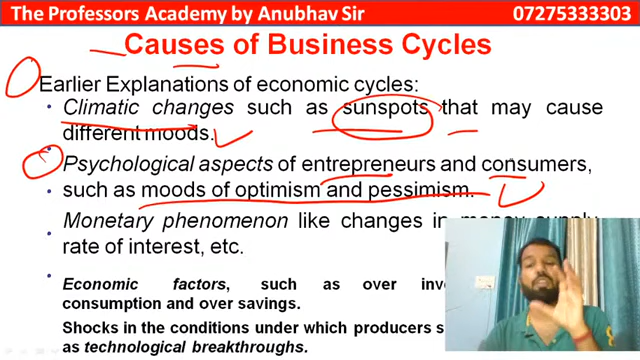 The Professors Academy by Anubhav Sir 07275333303
Causes of Business Cycles
Earlier Explanations of economic cycles:
• Climatic changes such as sunspots that may cause
different moods.
• Psychological aspects of entrepreneurs and consumers,
• such as moods of optimism and pessimism.
• Monetary phenomenon like changes in money supply,
rate of interest, etc.
• Economic factors, such as over
consumption and over savings.
Shocks in the conditions under which producers
as technological breakthroughs.